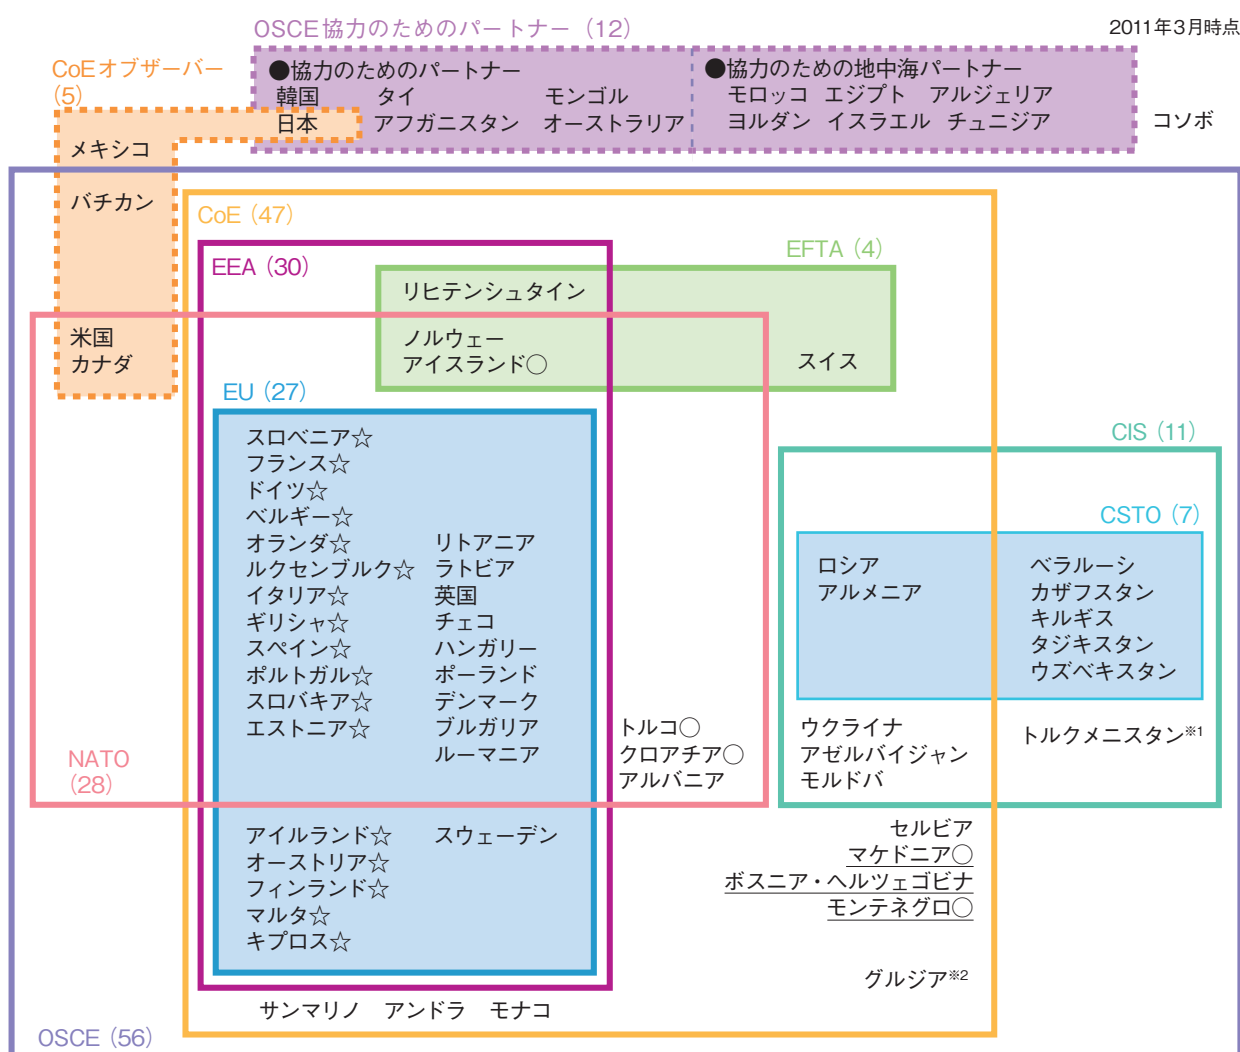 OSCE協力のためのパートナー（12）
2011年3月時点
CoEオブザーバー
（5）
●協力のためのパートナー
●協力のための地中海パートナー
韓国 タイ モンゴル
モロッコ エジプト アルジェリア
日本 アフガニスタン オーストラリア
ヨルダン イスラエル チュニジア
コソボ
メキシコ
バチカン
CoE（47）
EEA（30）
EFTA（4）
リヒテンシュタイン
米国
カナダ
ノルウェー
アイスランド○
スイス
EU（27）
CIS（11）
CSTO（7）
スロベニア☆
フランス☆
ドイツ☆
ベルギー☆
オランダ☆ リトアニア
ルクセンブルク☆ ラトビア
イタリア☆ 英国
ギリシャ☆ チェコ
スペイン☆ ハンガリー
ポルトガル☆ ポーランド
スロバキア☆ デンマーク
エストニア☆ ブルガリア
ルーマニア
ロシア
アルメニア
ベラルーシ
カザフスタン
キルギス
タジキスタン
ウズベキスタン
NATO
（28）
トルコ○
クロアチア○
アルバニア
ウクライナ
アゼルバイジャン
モルドバ
トルクメニスタン※1
アイルランド☆ スウェーデン
オーストリア☆
フィンランド☆
マルタ☆
キプロス☆
セルビア
マケドニア○
ボスニア・ヘルツェゴビナ
モンテネグロ○
グルジア※2
サンマリノ アンドラ モナコ
OSCE（56）